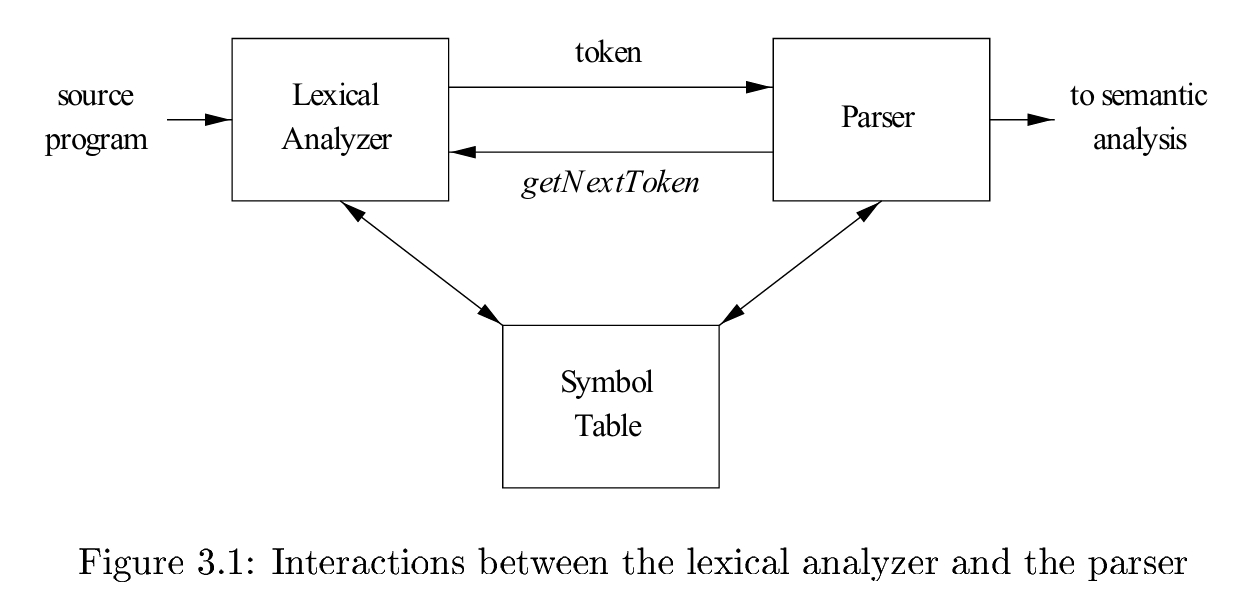 token
source
program
Lexical
Analyzer
Parser
to semantic
analysis
getNextToken
Symbol
Table
Figure 3.1: Interactions between the lexical analyzer and the parser